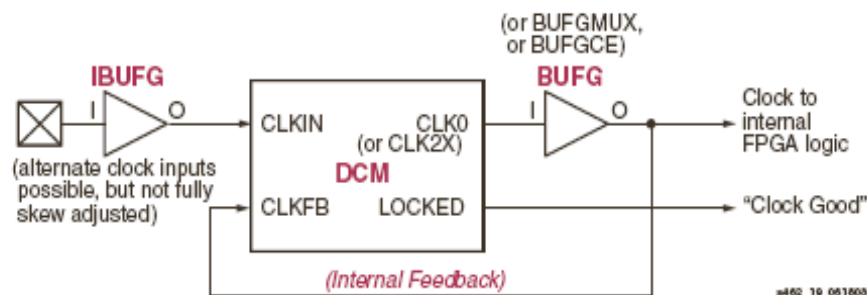 (or BUFGMUX,
or BUFGCE)
IBUFG
BUFG
I
O
CLKIN
CLK0
(or CLK2X)
I
O
Clock to
internal
FPGA logic
(alternate clock inputs
possible, but not fully
skew adjusted)
DCM
CLKFB
LOCKED
"Clock Good"
(Internal Feedback)